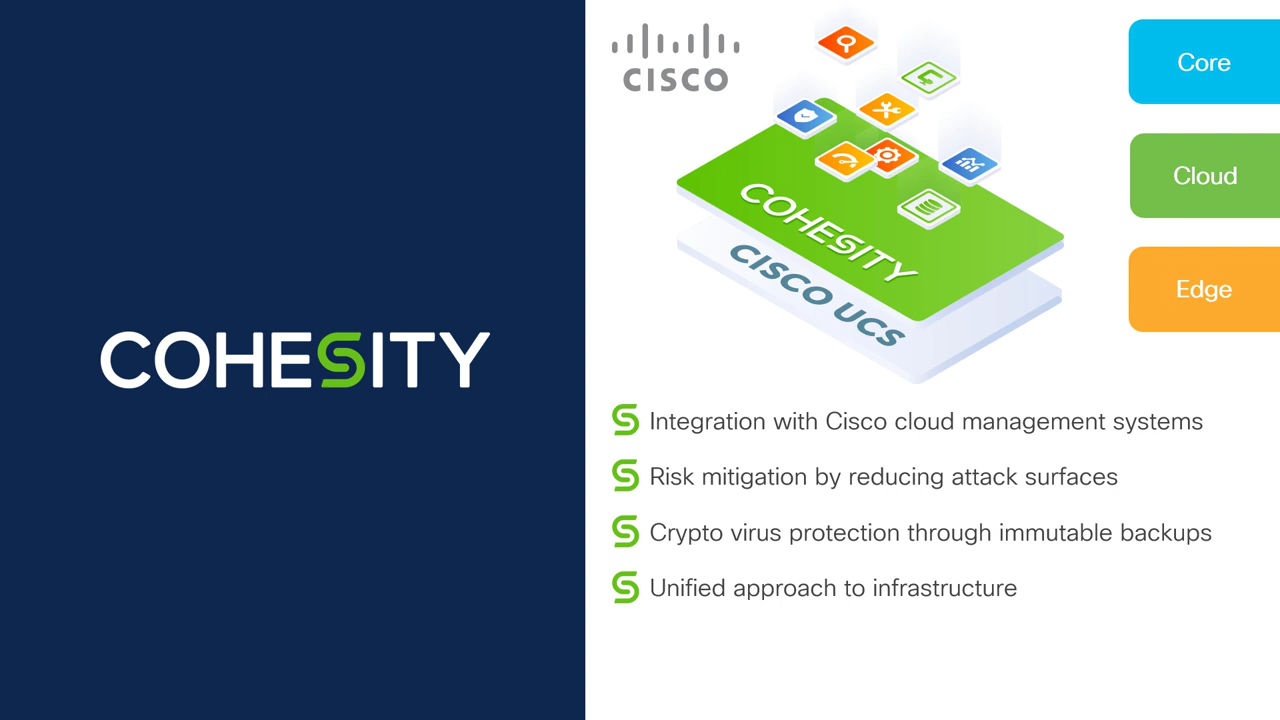 COHESITY
CISCO
COHESITY
CISCO UCS
Core
Cloud
Edge
Integration with Cisco cloud management systems
Risk mitigation by reducing attack surfaces
Crypto virus protection through immutable backups
Unified approach to infrastructure